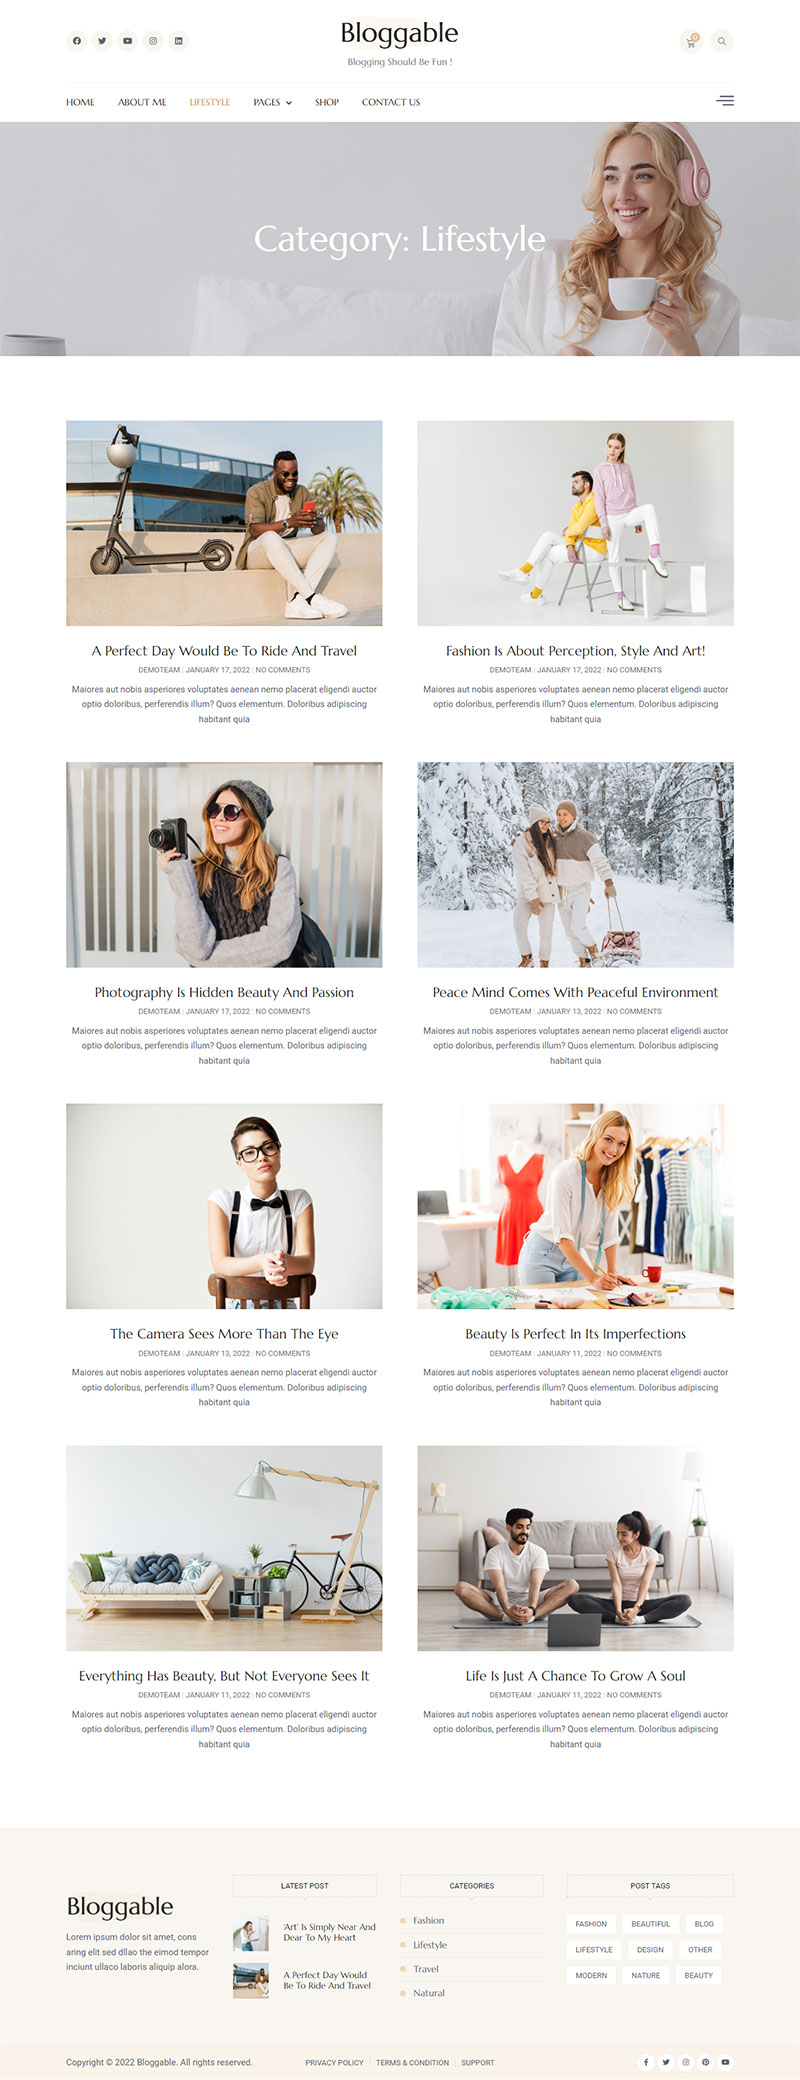 Bloggable
0
Blogging Should Be Fun !
HOME ABOUT ME LIFESTYLE PAGES SHOP CONTACT US
Category: Lifestyle
A Perfect Day Would Be To Ride And Travel
DEMOTEAM | JANUARY 17, 2022 | NO COMMENTS
Maiores aut nobis asperiores voluptates aenean nemo placerat eligendi auctor
optio doloribus, perferendis illum? Quos elementum. Doloribus adipiscing
habitant quia
Fashion Is About Perception, Style And Art!
DEMOTEAM | JANUARY 17, 2022 | NO COMMENTS
Maiores aut nobis asperiores voluptates aenean nemo placerat eligendi auctor
optio doloribus, perferendis illum? Quos elementum. Doloribus adipiscing
habitant quia
Photography Is Hidden Beauty And Passion
DEMOTEAM | JANUARY 17, 2022 | NO COMMENTS
Maiores aut nobis asperiores voluptates aenean nemo placerat eligendi auctor
optio doloribus, perferendis illum? Quos elementum. Doloribus adipiscing
habitant quia
Peace Mind Comes With Peaceful Environment
DEMOTEAM | JANUARY 13, 2022 | NO COMMENTS
Maiores aut nobis asperiores voluptates aenean nemo placerat eligendi auctor
optio doloribus, perferendis illum? Quos elementum. Doloribus adipiscing
habitant quia
The Camera Sees More Than The Eye
DEMOTEAM | JANUARY 13, 2022 | NO COMMENTS
Maiores aut nobis asperiores voluptates aenean nemo placerat eligendi auctor
optio doloribus, perferendis illum? Quos elementum. Doloribus adipiscing
habitant quia
Beauty Is Perfect In Its Imperfections
DEMOTEAM | JANUARY 11, 2022 | NO COMMENTS
Maiores aut nobis asperiores voluptates aenean nemo placerat eligendi auctor
optio doloribus, perferendis illum? Quos elementum. Doloribus adipiscing
habitant quia
Everything Has Beauty, But Not Everyone Sees It
DEMOTEAM | JANUARY 11, 2022 | NO COMMENTS
Maiores aut nobis asperiores voluptates aenean nemo placerat eligendi auctor
optio doloribus, perferendis illum? Quos elementum. Doloribus adipiscing
habitant quia
Life Is Just A Chance To Grow A Soul
DEMOTEAM | JANUARY 11, 2022 | NO COMMENTS
Maiores aut nobis asperiores voluptates aenean nemo placerat eligendi auctor
optio doloribus, perferendis illum? Quos elementum. Doloribus adipiscing
habitant quia
Bloggable
Lorem ipsum dolor sit amet, cons
aring elit sed dllao the eimod tempor
inciunt ullaco laboris aliquip alora.
LATEST POST
'Art' Is Simply Near And
Dear To My Heart
A Perfect Day Would
Be To Ride And Travel
CATEGORIES
Fashion
Lifestyle
Travel
Natural
POST TAGS
FASHION BEAUTIFUL BLOG
LIFESTYLE DESIGN OTHER
MODERN NATURE BEAUTY
Copyright © 2022 Bloggable. All rights reserved.
PRIVACY POLICY | TERMS & CONDITION | SUPPORT